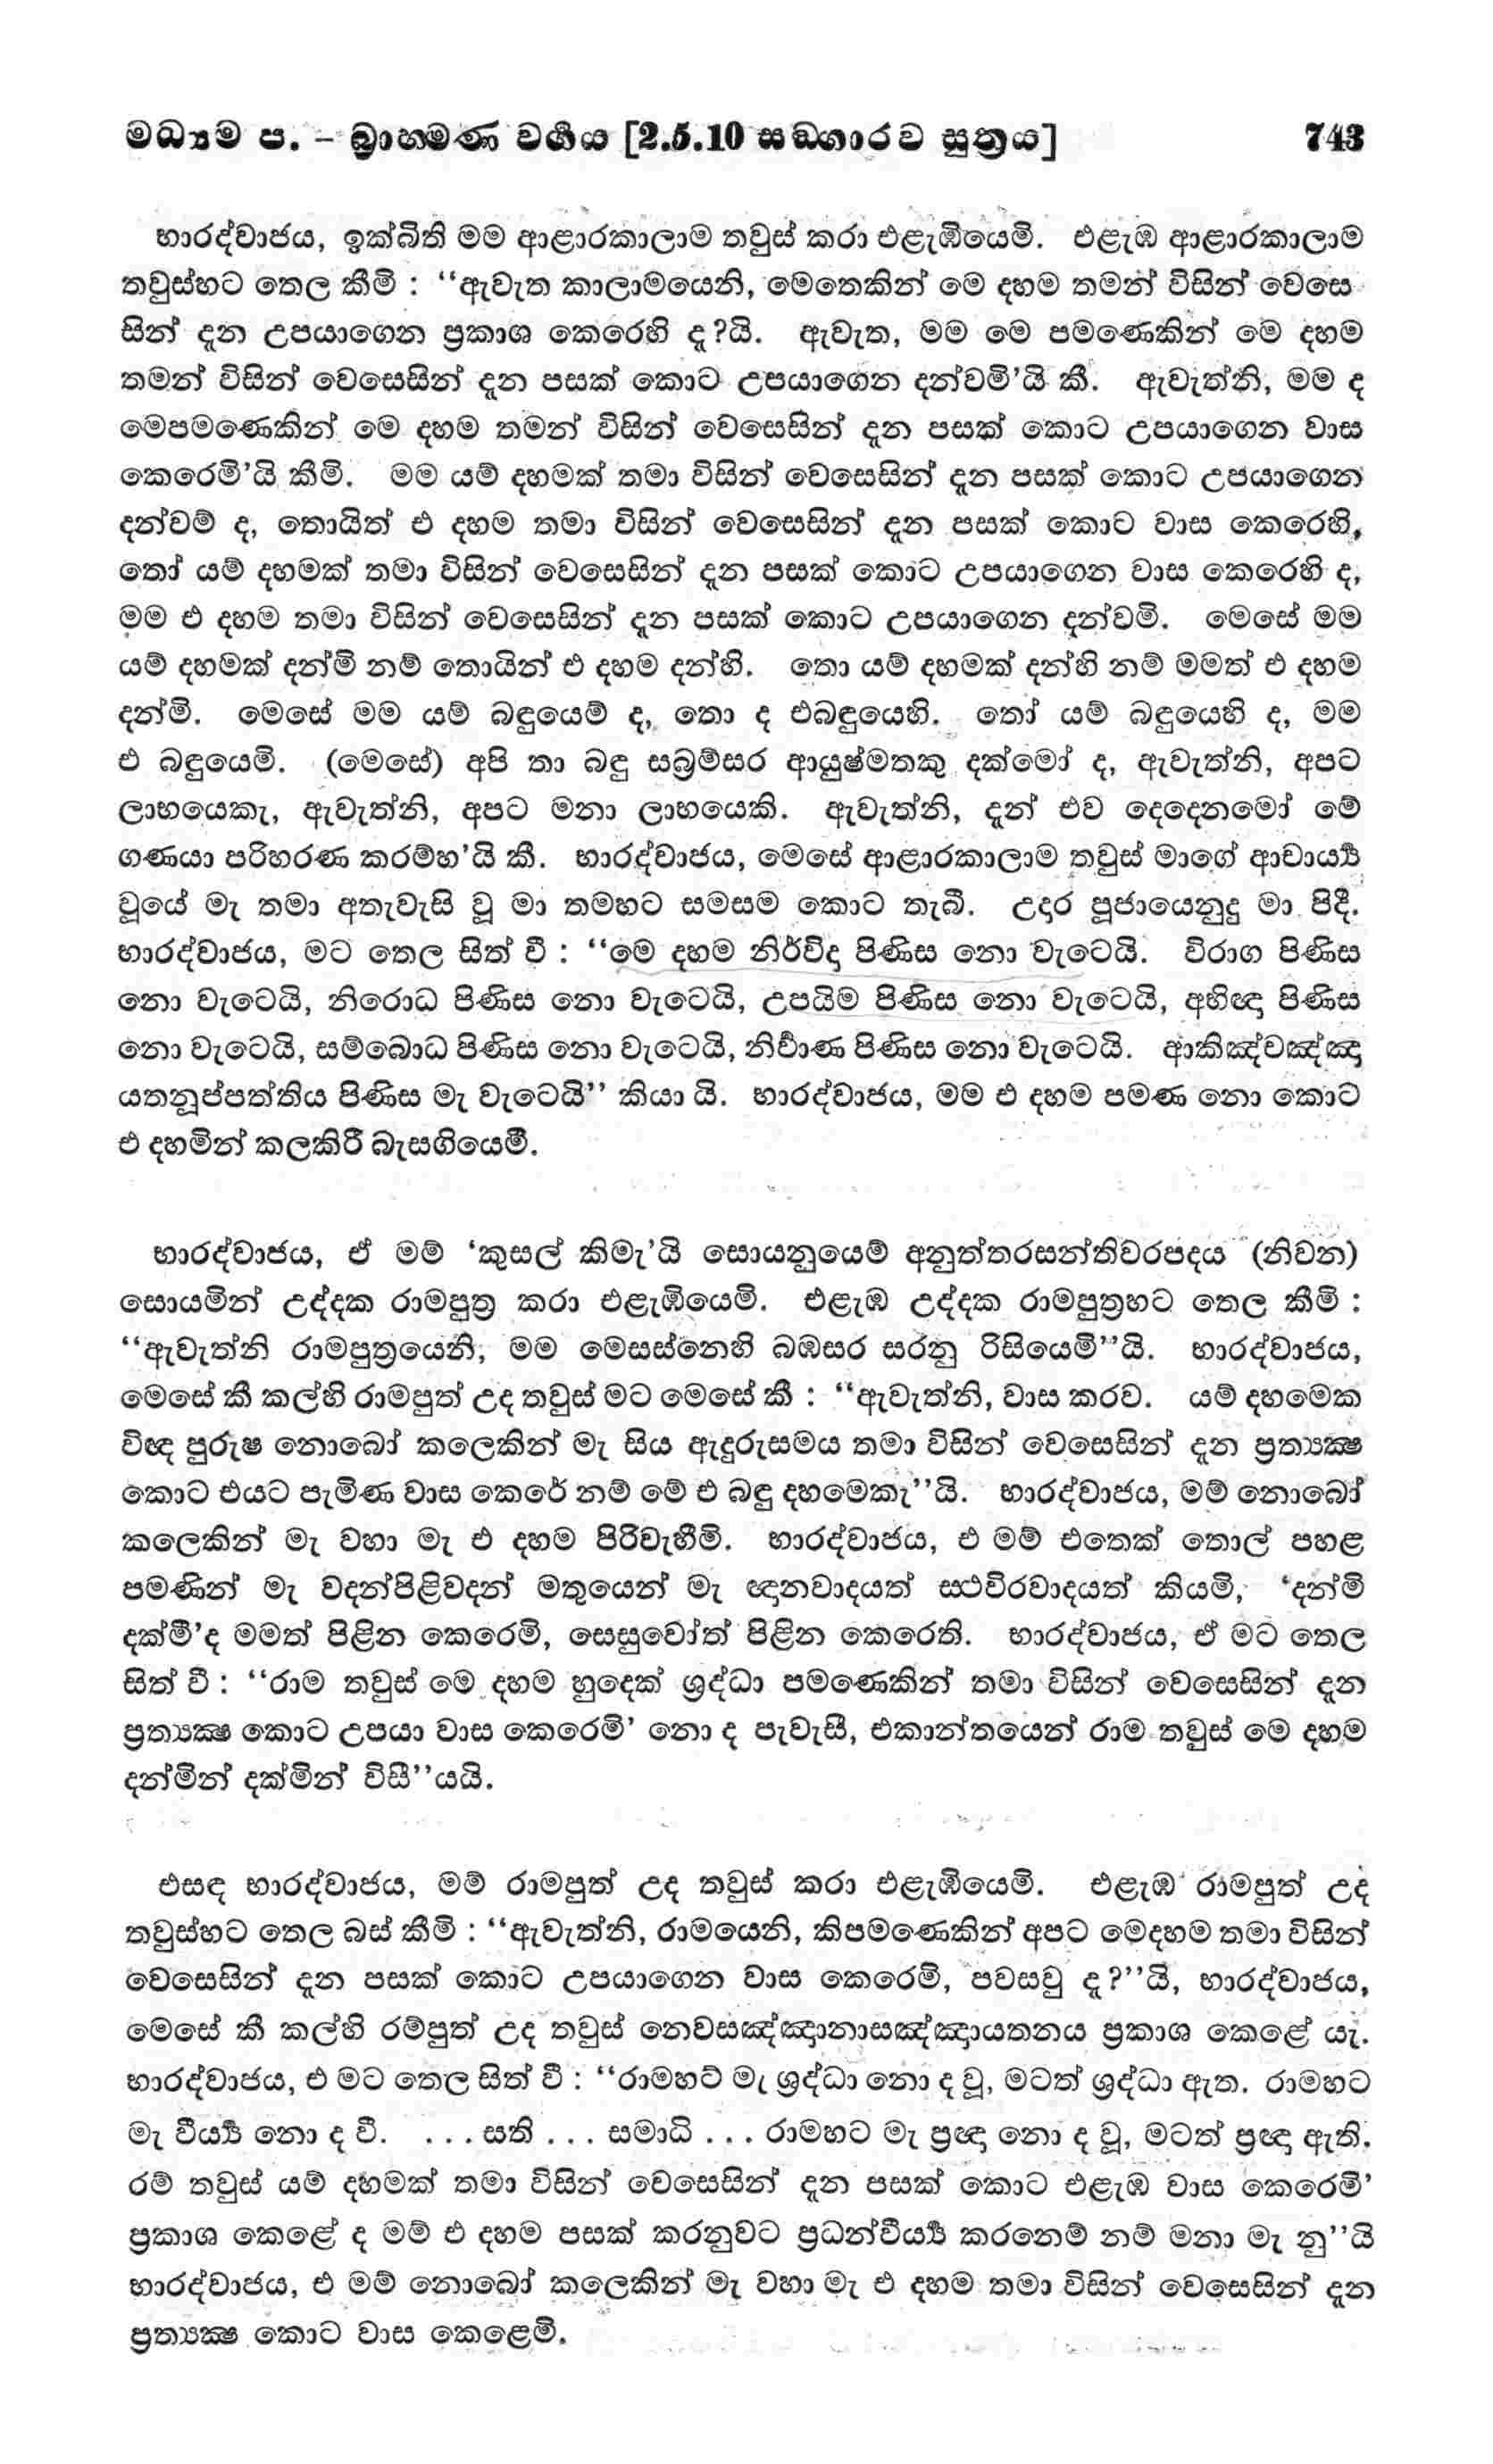 මධ්‍යම ප. – බ්‍රාහමණ වර්‍ගය [2.5.10 සඞ්ගාරව සූත්‍රය] 743
භාරද්වාජය, ඉක්බිති මම ආළාරකාලාම තවුස් කරා එළැඹියෙමි. එළැඹ ආළාරකාලාම
තවුස්හට තෙල කීමි : “ඇවැත කාලාමයෙනි, මෙතෙකින් මෙ දහම තමන් විසින් වෙසෙ
සින් දැන උපයාගෙන ප්‍රකාශ කෙරෙහි දැ?යි. ඇවැත, මම මෙ පමණෙකින් මෙ දහම
තමන් විසින් වෙසෙසින් දැන පසක් කොට උපයාගෙන දන්වමි’යි කී. ඇවැත්නි, මම ද
මෙපමණෙකින් මෙ දහම තමන් විසින් වෙසෙසින් දැන පසක් කොට උපයාගෙන වාස
කෙරෙමි’යි කීමි. මම යම් දහමක් තමා විසින් වෙසෙසින් දැන පසක් කොට උපයාගෙන
දන්වම් ද, තොයිත් එ දහම තමා විසින් වෙසෙසින් දැන පසක් කොට වාස කෙරෙහි,
තෝ යම් දහමක් තමා විසින් වෙසෙසින් දැන පසක් කොට උපයාගෙන වාස කෙරෙහි ද,
මම එ දහම තමා විසින් වෙසෙසින් දැන පසක් කොට උපයාගෙන දන්වමි. මෙසේ මම
යම් දහමක් දන්මි නම් තොයින් එ දහම දන්හි. තො යම් දහමක් දන්හි නම් මමත් එ දහම
දන්මි. මෙසේ මම යම් බඳුයෙම් ද, තො ද එබඳුයෙහි. තෝ යම් බඳුයෙහි ද, මම
එ බඳුයෙමි. (මෙසේ) අපි තා බඳු සබ්‍රම්සර ආයුෂ්මතකු දක්මෝ ද, ඇවැත්නි, අපට
ලාභයෙකැ, ඇවැත්නි, අපට මනා ලාභයෙකි. ඇවැත්නි, දැන් එව දෙදෙනමෝ මේ
ගණයා පරිහරණ කරම්හ’යි කී. භාරද්වාජය, මෙසේ ආළාරකාලාම තවුස් මාගේ ආචාර්‍ය්‍ය
වූයේ මැ තමා අතැවැසි වූ මා තමහට සමසම කොට තැබී. උදාර පූජායෙනුදු මා පිදී.
භාරද්වාජය, මට තෙල සිත් වී : “මෙ දහම නිර්විදා පිණිස නො වැටෙයි. විරාග පිණිස
නො වැටෙයි, නිරොධ පිණිස නො වැටෙයි, උපයිම පිණිස නො වැටෙයි, අභිඥා පිණිස
නො වැටෙයි, සම්බොධ පිණිස නො වැටෙයි, නිර්‍වාණ පිණිස නො වැටෙයි. ආකිඤ්චඤ්ඤා
යතනූප්පත්තිය පිණිස මැ වැටෙයි” කියා යි. භාරද්වාජය, මම එ දහම පමණ නො කොට
එ දහමින් කලකිරී බැසගියෙමී.
භාරද්වාජය, ඒ මම් ‘කුසල් කිමැ’යි සොයනුයෙම් අනුත්තරසන්තිවරපදය (නිවන)
සොයමින් උද්දක රාමපුත්‍ර කරා එළැඹියෙමි. එළැඹ උද්දක රාමපුත්‍රහට තෙල කීමි :
“ඇවැත්නි රාමපුත්‍රයෙනි, මම මෙසස්නෙහි බඹසර සරනු රිසියෙමි”යි. භාරද්වාජය,
මෙසේ කී කල්හි රාමපුත් උද තවුස් මට මෙසේ කී : “ඇවැත්නි, වාස කරව. යම් දහමෙක
විඥ පුරුෂ නොබෝ කලෙකින් මැ සිය ඇදුරුසමය තමා විසින් වෙසෙසින් දැන ප්‍රත්‍යක්‍ෂ
කොට එයට පැමිණ වාස කෙරේ නම් මේ එ බඳු දහමෙකැ”යි. භාරද්වාජය, මම් නොබෝ
කලෙකින් මැ වහා මැ එ දහම පිරිවැහීමි. භාරද්වාජය, එ මම් එතෙක් තොල් පහළ
පමණින් මැ වදන්පිළිවදන් මතුයෙන් මැ ඥානවාදයත් ස්‍ථවිරවාදයත් කියමි, ‘දන්මි
දක්මී’ද මමත් පිළින කෙරෙමි, සෙසුවෝත් පිළින කෙරෙති. භාරද්වාජය, ඒ මට තෙල
සිත් වී : “රාම තවුස් මෙ දහම හුදෙක් ශ්‍රද්ධා පමණෙකින් තමා විසින් වෙසෙසින් දැන
ප්‍රත්‍යක්‍ෂ කොට උපයා වාස කෙරෙමි’ නො ද පැවැසී, එකාන්තයෙන් රාම තවුස් මෙ දහම
දන්මින් දක්මින් විසී”යයි.
එසඳ භාරද්වාජය, මම් රාමපුත් උද තවුස් කරා එළැඹියෙමි. එළැඹ රාමපුත් උද
තවුස්හට තෙල බස් කීමි : “ඇවැත්නි, රාමයෙනි, කිපමණෙකින් අපට මෙදහම තමා විසින්
වෙසෙසින් දැන පසක් කොට උපයාගෙන වාස කෙරෙමි, පවසවු දැ?”යි, භාරද්වාජය,
මෙසේ කී කල්හි රම්පුත් උද තවුස් නෙවසඤ්ඤානාසඤ්ඤායතනය ප්‍රකාශ කෙළේ යැ.
භාරද්වාජය, එ මට තෙල සිත් වී : “රාමහට් මැ ශ්‍රද්ධා නො ද වූ, මටත් ශ්‍රද්ධා ඇත. රාමහට
මැ වීර්‍ය්‍ය නො ද වී. . . . සති . . . සමාධි . . . රාමහට මැ ප්‍රඥා නො ද වූ, මටත් ප්‍රඥා ඇති.
රම් තවුස් යම් දහමක් තමා විසින් වෙසෙසින් දැන පසක් කොට එළැඹ වාස කෙරෙමි’
ප්‍රකාශ කෙළේ ද මම් එ දහම පසක් කරනුවට ප්‍රධන්වීර්‍ය්‍ය කරනෙම් නම් මනා මැ නු”යි
භාරද්වාජය, එ මම් නොබෝ කලෙකින් මැ වහා මැ එ දහම තමා විසින් වෙසෙසින් දැන
ප්‍රත්‍යක්‍ෂ කොට වාස කෙළෙමි.